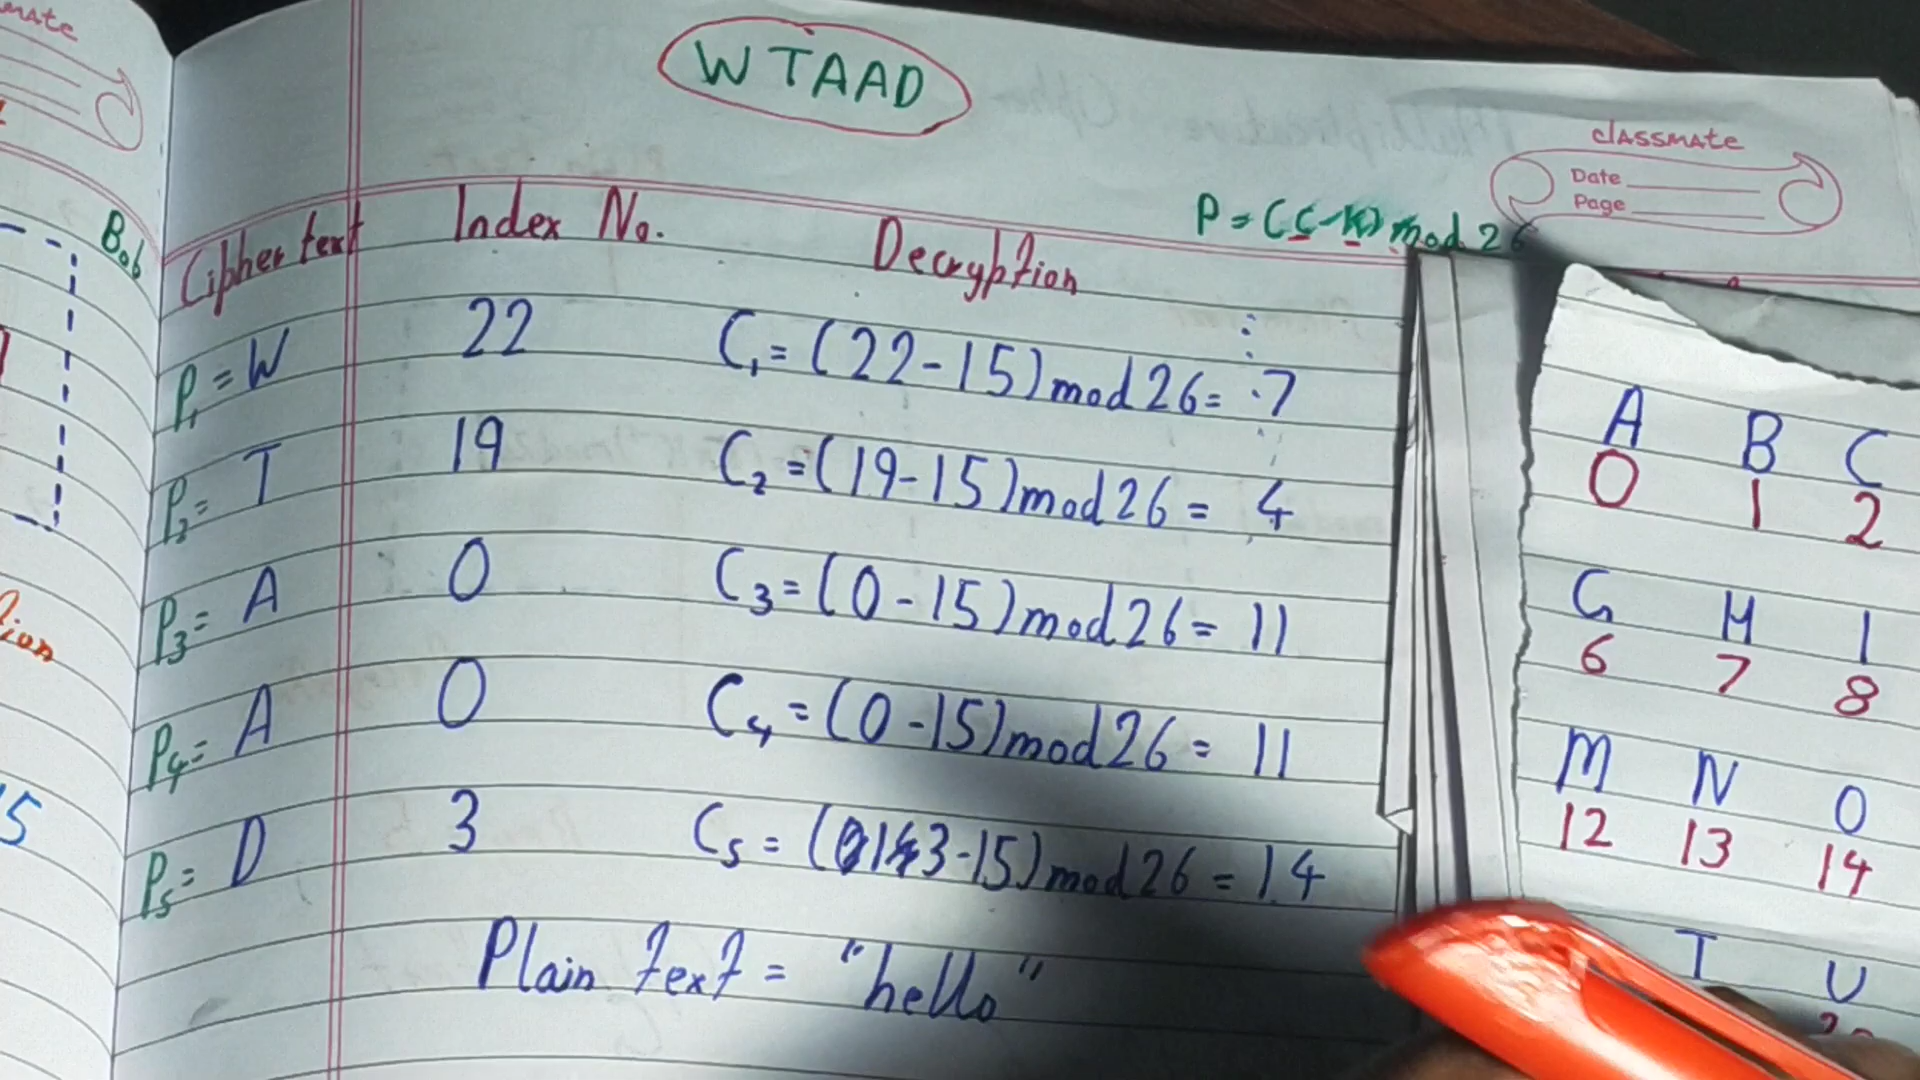 mate
WTAAD
classmate
Date
Page
Bob
P = (C-K) mod 26
Cipher text Index No. Decryption
P1 = W 22 C1 = (22-15) mod 26 = 7
P2 = T 19 C2 = (19-15) mod 26 = 4
P3 = A 0 C3 = (0-15) mod 26 = 11
P4 = A 0 C4 = (0-15) mod 26 = 11
P5 = D 3 C5 = (3-15) mod 26 = 14
Plain text = "hello"
15
A B C
0 1 2
G H I
6 7 8
M N O
12 13 14
T U